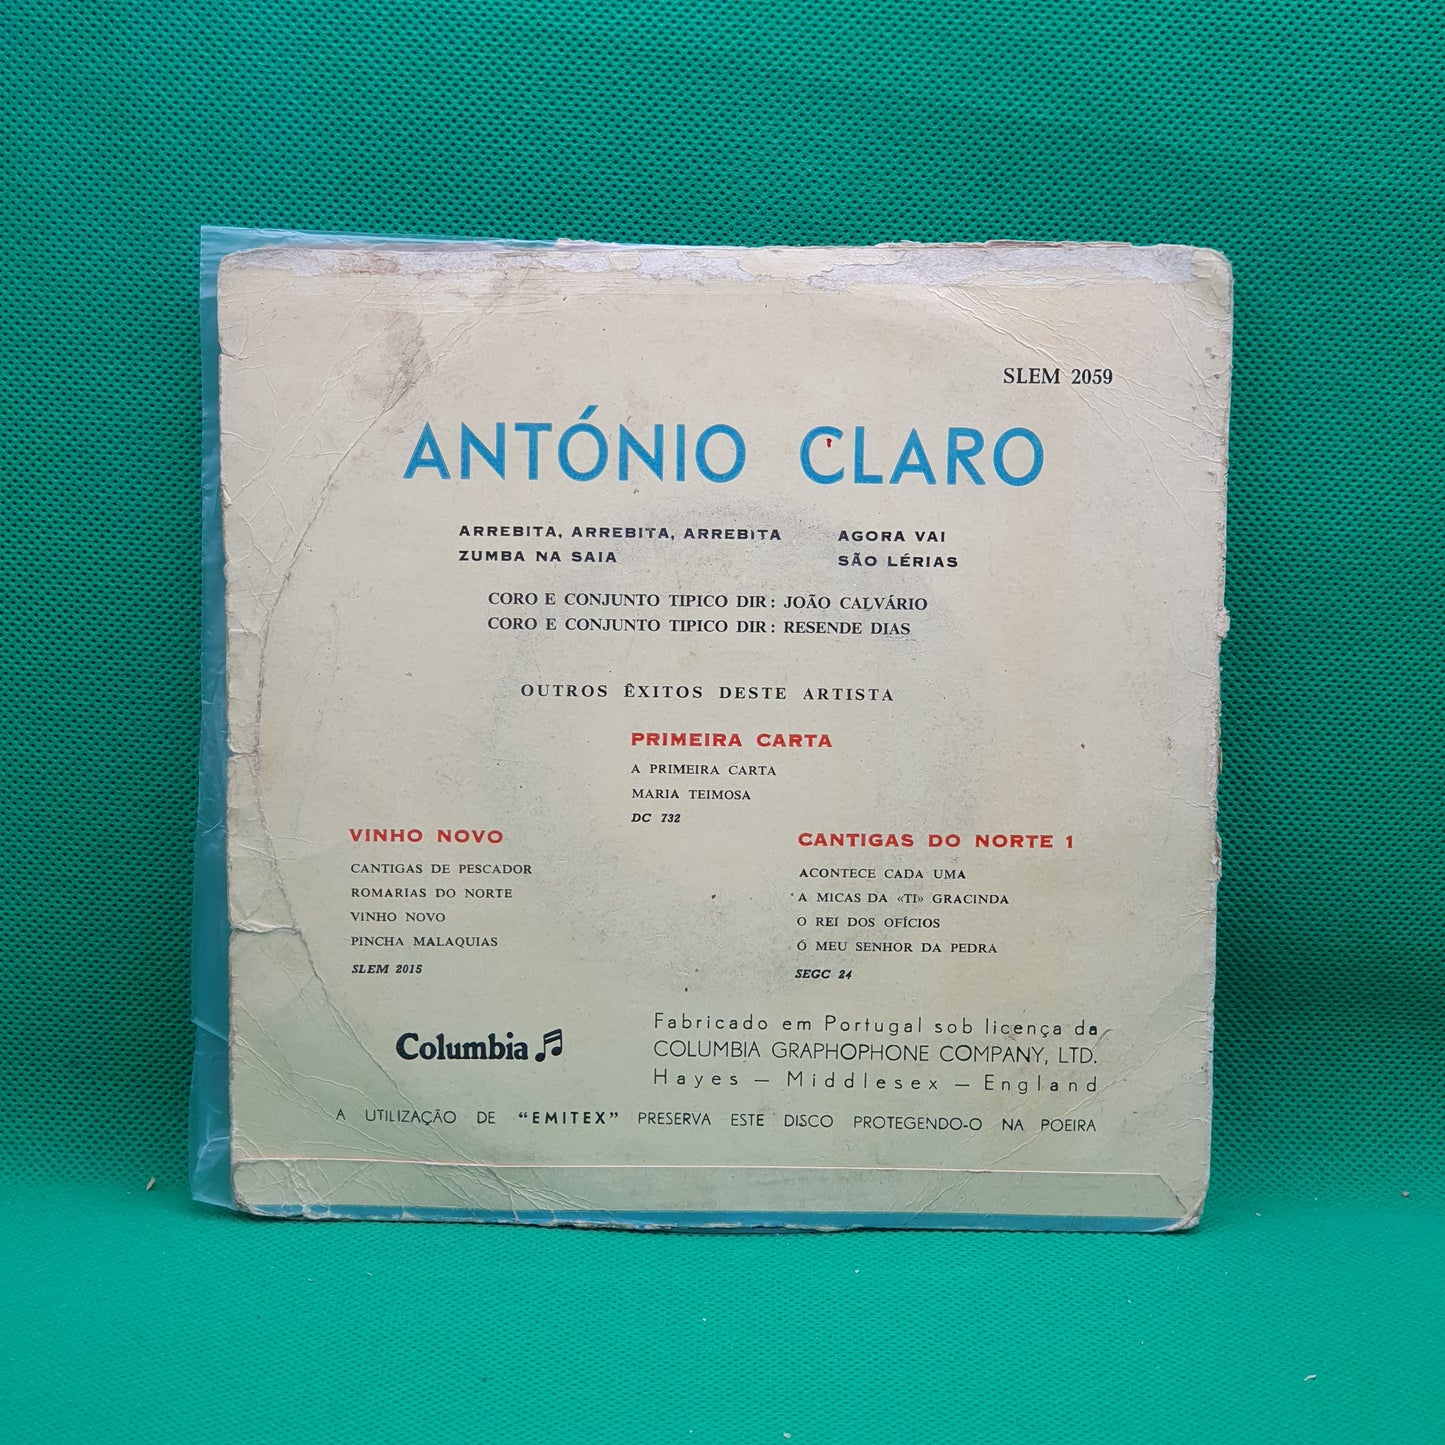 SLEM 2059
ANTÓNIO CLARO
ARREBITA, ARREBITA, ARREBITA
ZUMBA NA SAIA
AGORA VAI
SÃO LÉRIAS
CORO E CONJUNTO TIPICO DIR: JOÃO CALVÁRIO
CORO E CONJUNTO TIPICO DIR: RESENDE DIAS
OUTROS ÊXITOS DESTE ARTISTA
PRIMEIRA CARTA
A PRIMEIRA CARTA
MARIA TEIMOSA
DC 732
VINHO NOVO
CANTIGAS DE PESCADOR
ROMARIAS DO NORTE
VINHO NOVO
PINCHA MALAQUIAS
SLEM 2015
CANTIGAS DO NORTE 1
ACONTECE CADA UMA
A MICAS DA «TI» GRACINDA
O REI DOS OFÍCIOS
Ó MEU SENHOR DA PEDRA
SEGC 24
Columbia
Fabricado em Portugal sob licença da
COLUMBIA GRAPHOPHONE COMPANY, LTD.
Hayes — Middlesex — England
A UTILIZAÇÃO DE "EMITEX" PRESERVA ESTE DISCO PROTEGENDO-O NA POEIRA